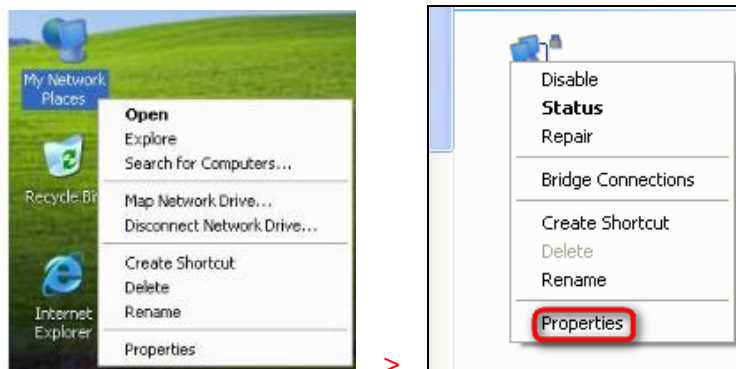 My Network
Places
Recycle Bin
Internet
Explorer
Open
Explore
Search for Computers...
Map Network Drive...
Disconnect Network Drive...
Create Shortcut
Delete
Rename
Properties
>
Disable
Status
Repair
Bridge Connections
Create Shortcut
Delete
Rename
Properties